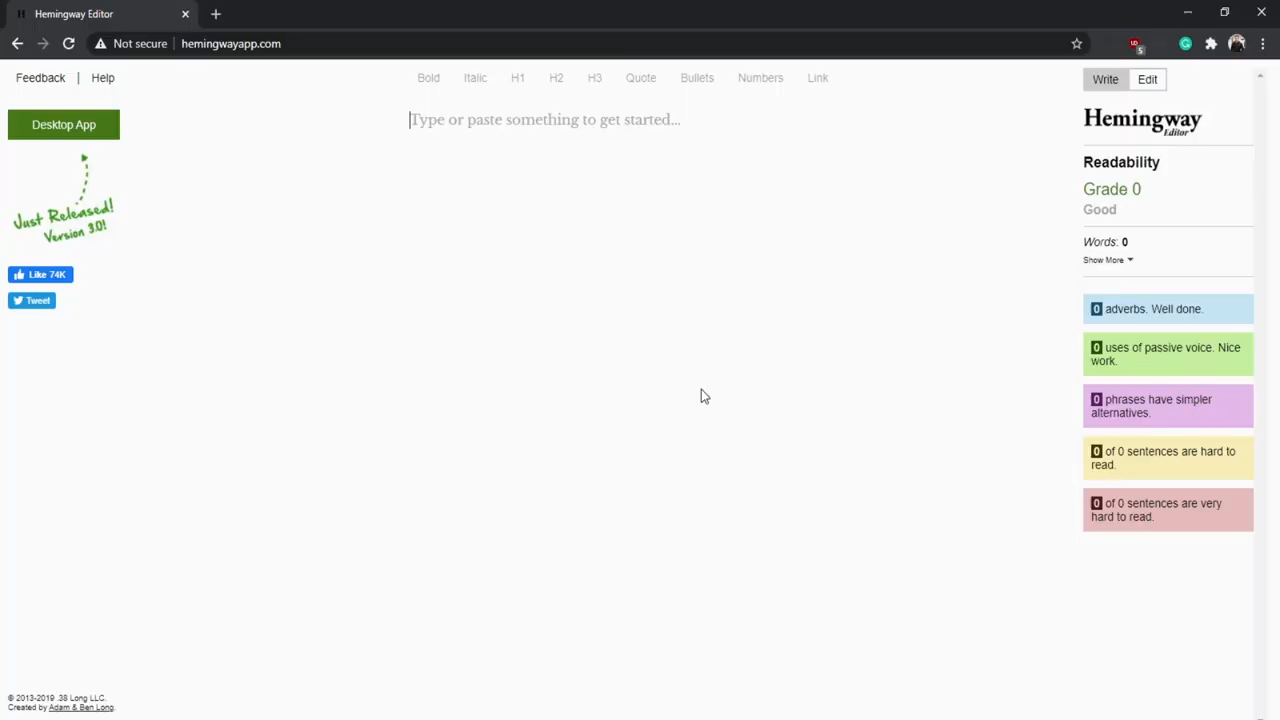 Hemingway Editor
Not secure
hemingwayapp.com
Feedback | Help
Bold Italic H1 H2 H3 Quote Bullets Numbers Link
Write Edit
Desktop App
Type or paste something to get started...
Just Released!
Version 3.0!
Like 74K
Tweet
Hemingway
Editor
Readability
Grade 0
Good
Words: 0
Show More
0 adverbs. Well done.
0 uses of passive voice. Nice
work.
0 phrases have simpler
alternatives.
0 of 0 sentences are hard to
read.
0 of 0 sentences are very
hard to read.
© 2013-2019 .38 Long LLC.
Created by Adam & Ben Long.